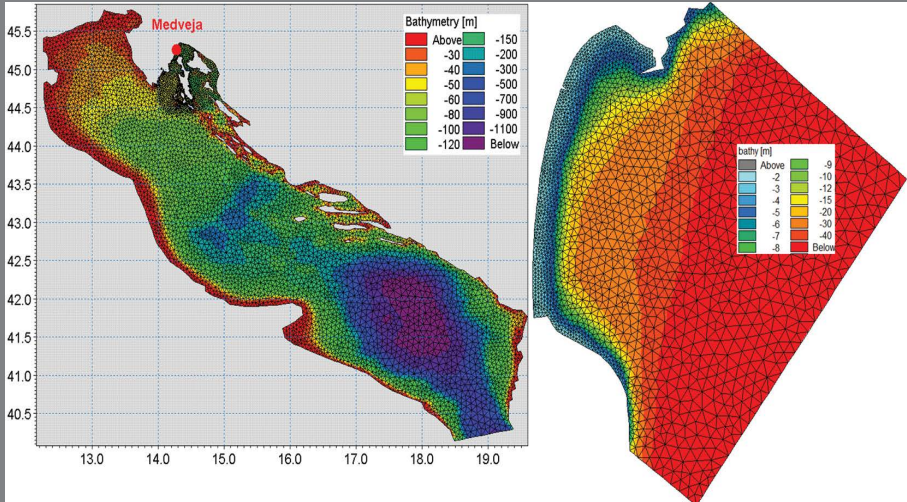 Medveja
Bathymetry [m]
Above -150
-30 -200
-40 -300
-50 -500
-60 -700
-80 -900
-100 -1100
-120 Below
45.5
45.0
44.5
44.0
43.5
43.0
42.5
42.0
41.5
41.0
40.5
13.0 14.0 15.0 16.0 17.0 18.0 19.0
bathy [m]
Above -9
-2 -10
-3 -12
-4 -15
-5 -20
-6 -30
-7 -40
-8 Below